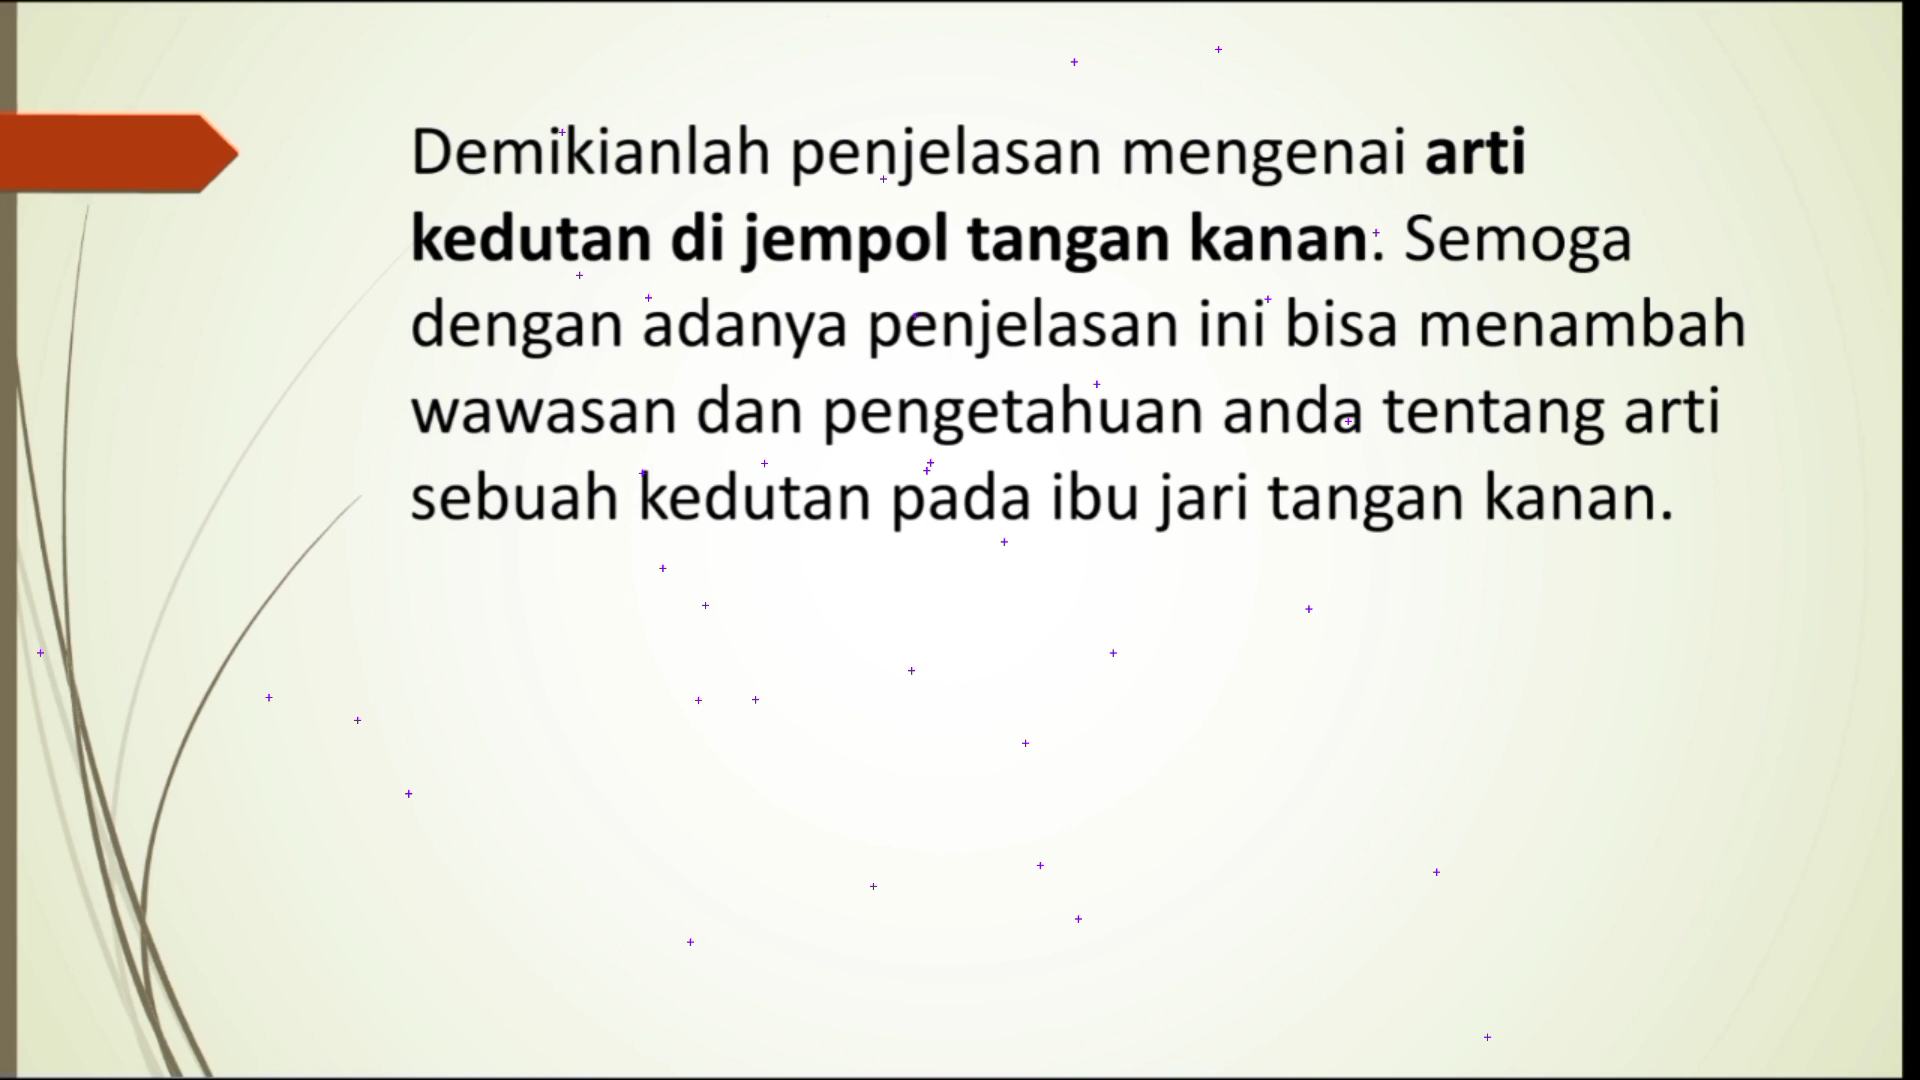 Demikianlah penjelasan mengenai arti
kedutan di jempol tangan kanan. Semoga
dengan adanya penjelasan ini bisa menambah
wawasan dan pengetahuan anda tentang arti
sebuah kedutan pada ibu jari tangan kanan.